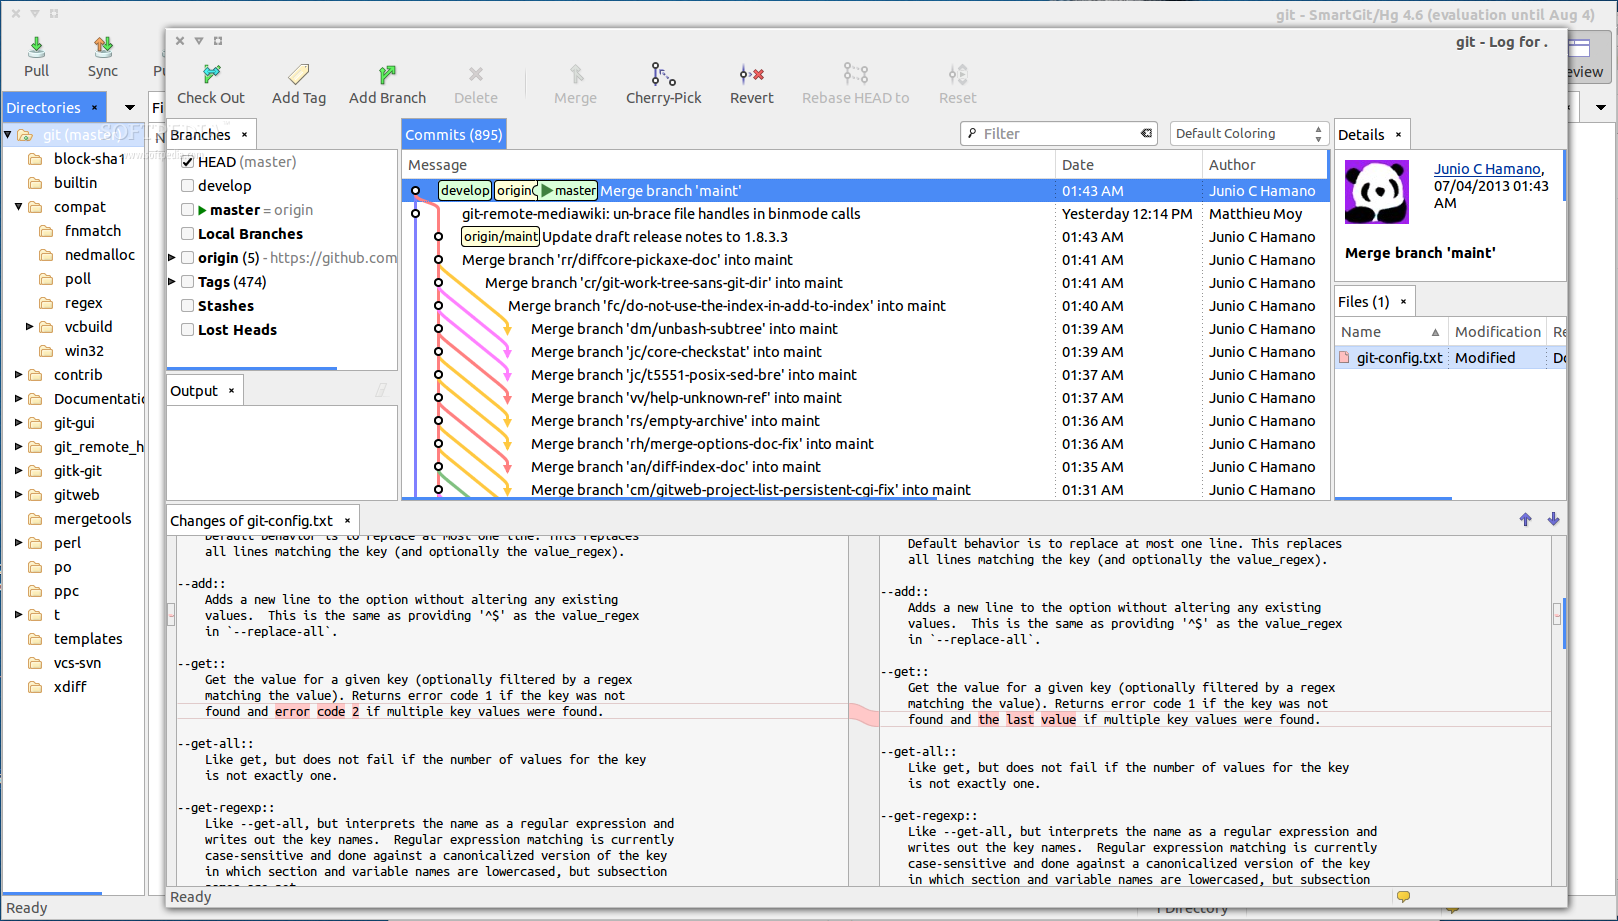 git - SmartGit/Hg 4.6 (evaluation until Aug 4)
Pull
Sync
git - Log for .
Check Out
Add Tag
Add Branch
Delete
Merge
Cherry-Pick
Revert
Rebase HEAD to
Reset
Directories
git (master)
block-sha1
builtin
compat
fnmatch
nedmalloc
poll
regex
vcbuild
win32
contrib
Documentatio
git-gui
git_remote_h
gitk-git
gitweb
mergetools
perl
po
ppc
t
templates
vcs-svn
xdiff
Ready
Branches
HEAD (master)
develop
master = origin
Local Branches
origin (5) - https://github.com
Tags (474)
Stashes
Lost Heads
Output
Commits (895)
Filter
Default Coloring
Message Date Author
develop origin master Merge branch 'maint' 01:43 AM Junio C Hamano
git-remote-mediawiki: un-brace file handles in binmode calls Yesterday 12:14 PM Matthieu Moy
origin/maint Update draft release notes to 1.8.3.3 01:43 AM Junio C Hamano
Merge branch 'rr/diffcore-pickaxe-doc' into maint 01:41 AM Junio C Hamano
Merge branch 'cr/git-work-tree-sans-git-dir' into maint 01:41 AM Junio C Hamano
Merge branch 'fc/do-not-use-the-index-in-add-to-index' into maint 01:40 AM Junio C Hamano
Merge branch 'dm/unbash-subtree' into maint 01:39 AM Junio C Hamano
Merge branch 'jc/core-checkstat' into maint 01:39 AM Junio C Hamano
Merge branch 'jc/t5551-posix-sed-bre' into maint 01:37 AM Junio C Hamano
Merge branch 'vv/help-unknown-ref' into maint 01:37 AM Junio C Hamano
Merge branch 'rs/empty-archive' into maint 01:36 AM Junio C Hamano
Merge branch 'rh/merge-options-doc-fix' into maint 01:36 AM Junio C Hamano
Merge branch 'an/diff-index-doc' into maint 01:35 AM Junio C Hamano
Merge branch 'cm/gitweb-project-list-persistent-cgi-fix' into maint 01:31 AM Junio C Hamano
Details
Junio C Hamano,
07/04/2013 01:43
AM
Merge branch 'maint'
Files (1)
Name Modification Re
git-config.txt Modified Do
Changes of git-config.txt
Default behavior is to replace at most one line. This replaces
all lines matching the key (and optionally the value_regex).
--add::
Adds a new line to the option without altering any existing
values.  This is the same as providing '^$' as the value_regex
in `--replace-all`.
--get::
Get the value for a given key (optionally filtered by a regex
matching the value). Returns error code 1 if the key was not
found and error code 2 if multiple key values were found.
--get-all::
Like get, but does not fail if the number of values for the key
is not exactly one.
--get-regexp::
Like --get-all, but interprets the name as a regular expression and
writes out the key names.  Regular expression matching is currently
case-sensitive and done against a canonicalized version of the key
in which section and variable names are lowercased, but subsection
Default behavior is to replace at most one line. This replaces
all lines matching the key (and optionally the value_regex).
--add::
Adds a new line to the option without altering any existing
values.  This is the same as providing '^$' as the value_regex
in `--replace-all`.
--get::
Get the value for a given key (optionally filtered by a regex
matching the value). Returns error code 1 if the key was not
found and the last value if multiple key values were found.
--get-all::
Like get, but does not fail if the number of values for the key
is not exactly one.
--get-regexp::
Like --get-all, but interprets the name as a regular expression and
writes out the key names.  Regular expression matching is currently
case-sensitive and done against a canonicalized version of the key
in which section and variable names are lowercased, but subsection
Ready
1 Directory